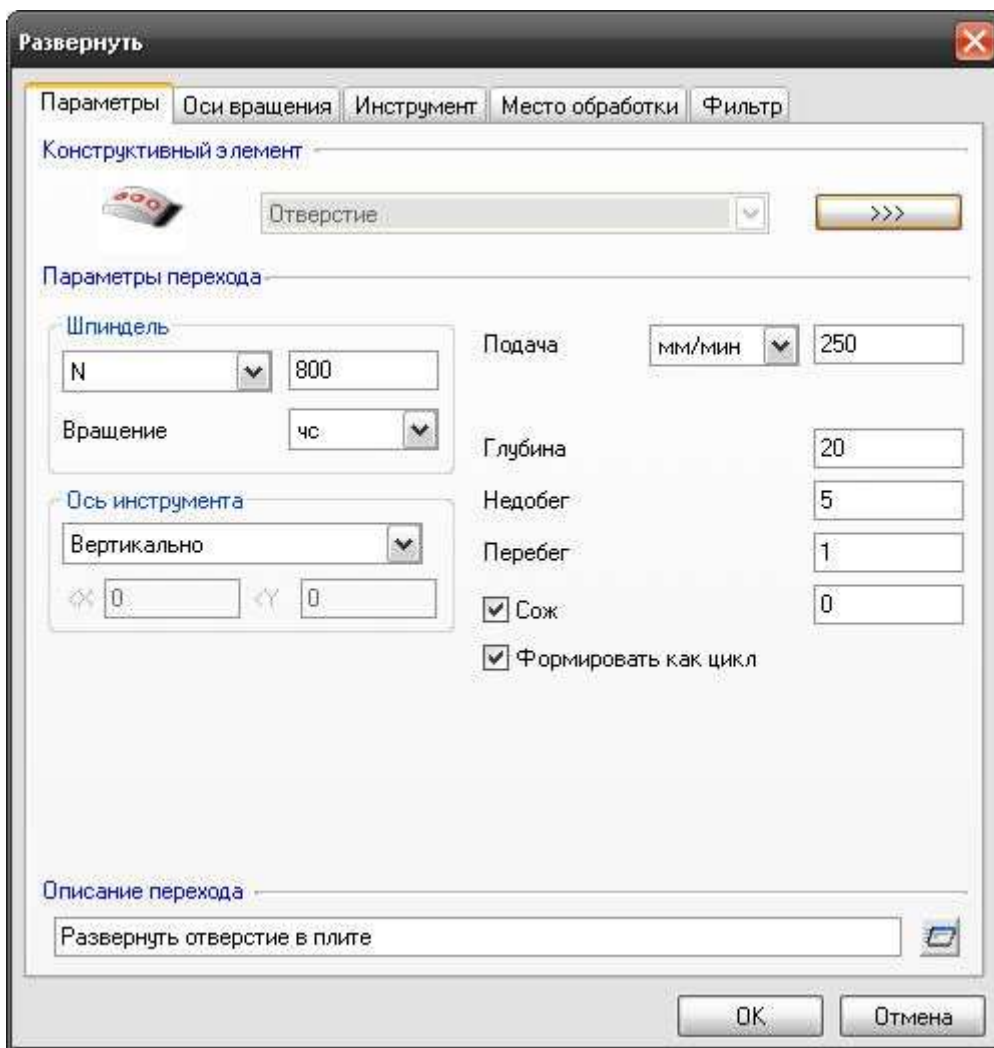 Развернуть
Параметры Оси вращения Инструмент Место обработки Фильтр
Конструктивный элемент
Отверстие >>>
Параметры перехода
Шпиндель
N 800
Вращение чс
Подача мм/мин 250
Глубина 20
Ось инструмента
Вертикально
<X 0 <Y 0
Недобег 5
Перебег 1
Сож 0
Формировать как цикл
Описание перехода
Развернуть отверстие в плите
OK Отмена